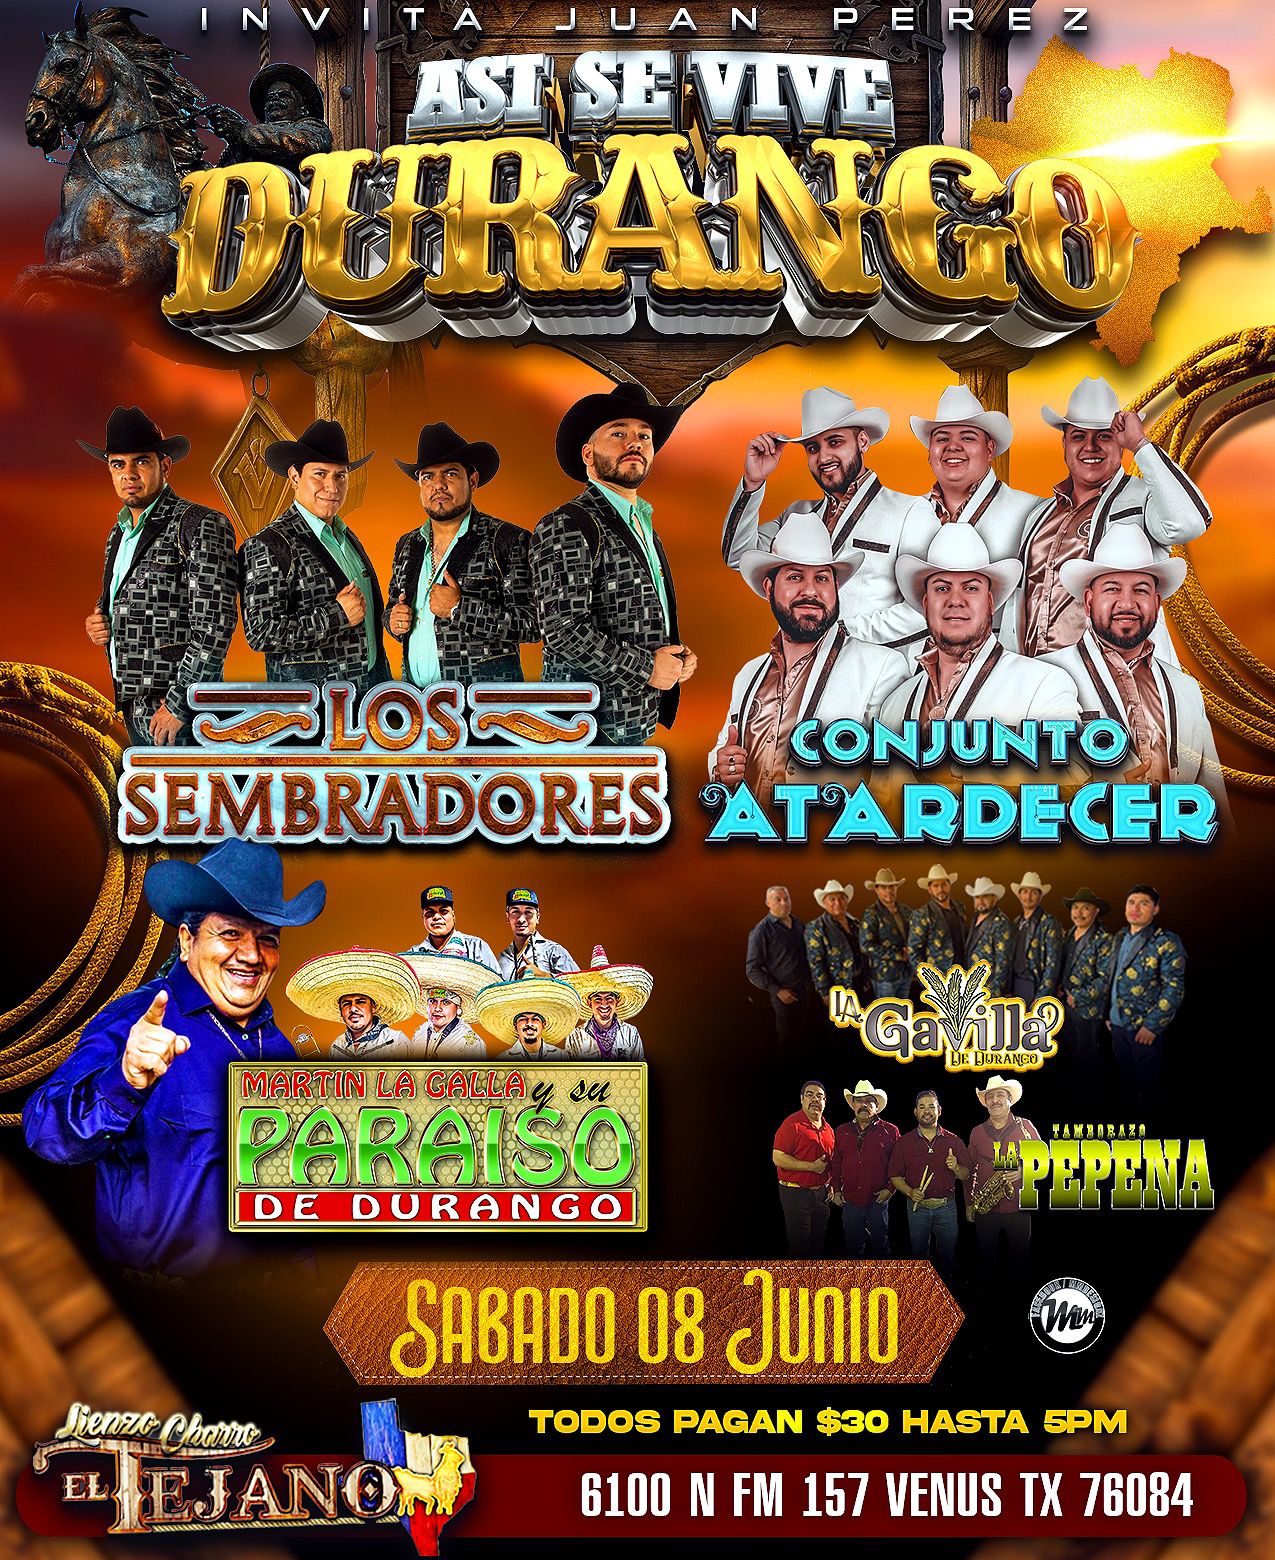 INVITA JUAN PEREZ
ASI SE VIVE
DURANGO
LOS
SEMBRADORES
CONJUNTO
ATARDECER
MARTIN LA GALLA y su
PARAISO
DE DURANGO
LA Gavilla
DE DURANGO
TAMBORAZO
LA PEPENA
SABADO 08 JUNIO
Mm
TODOS PAGAN $30 HASTA 5PM
Lienzo Charro
EL TEJANO
6100 N FM 157 VENUS TX 76084